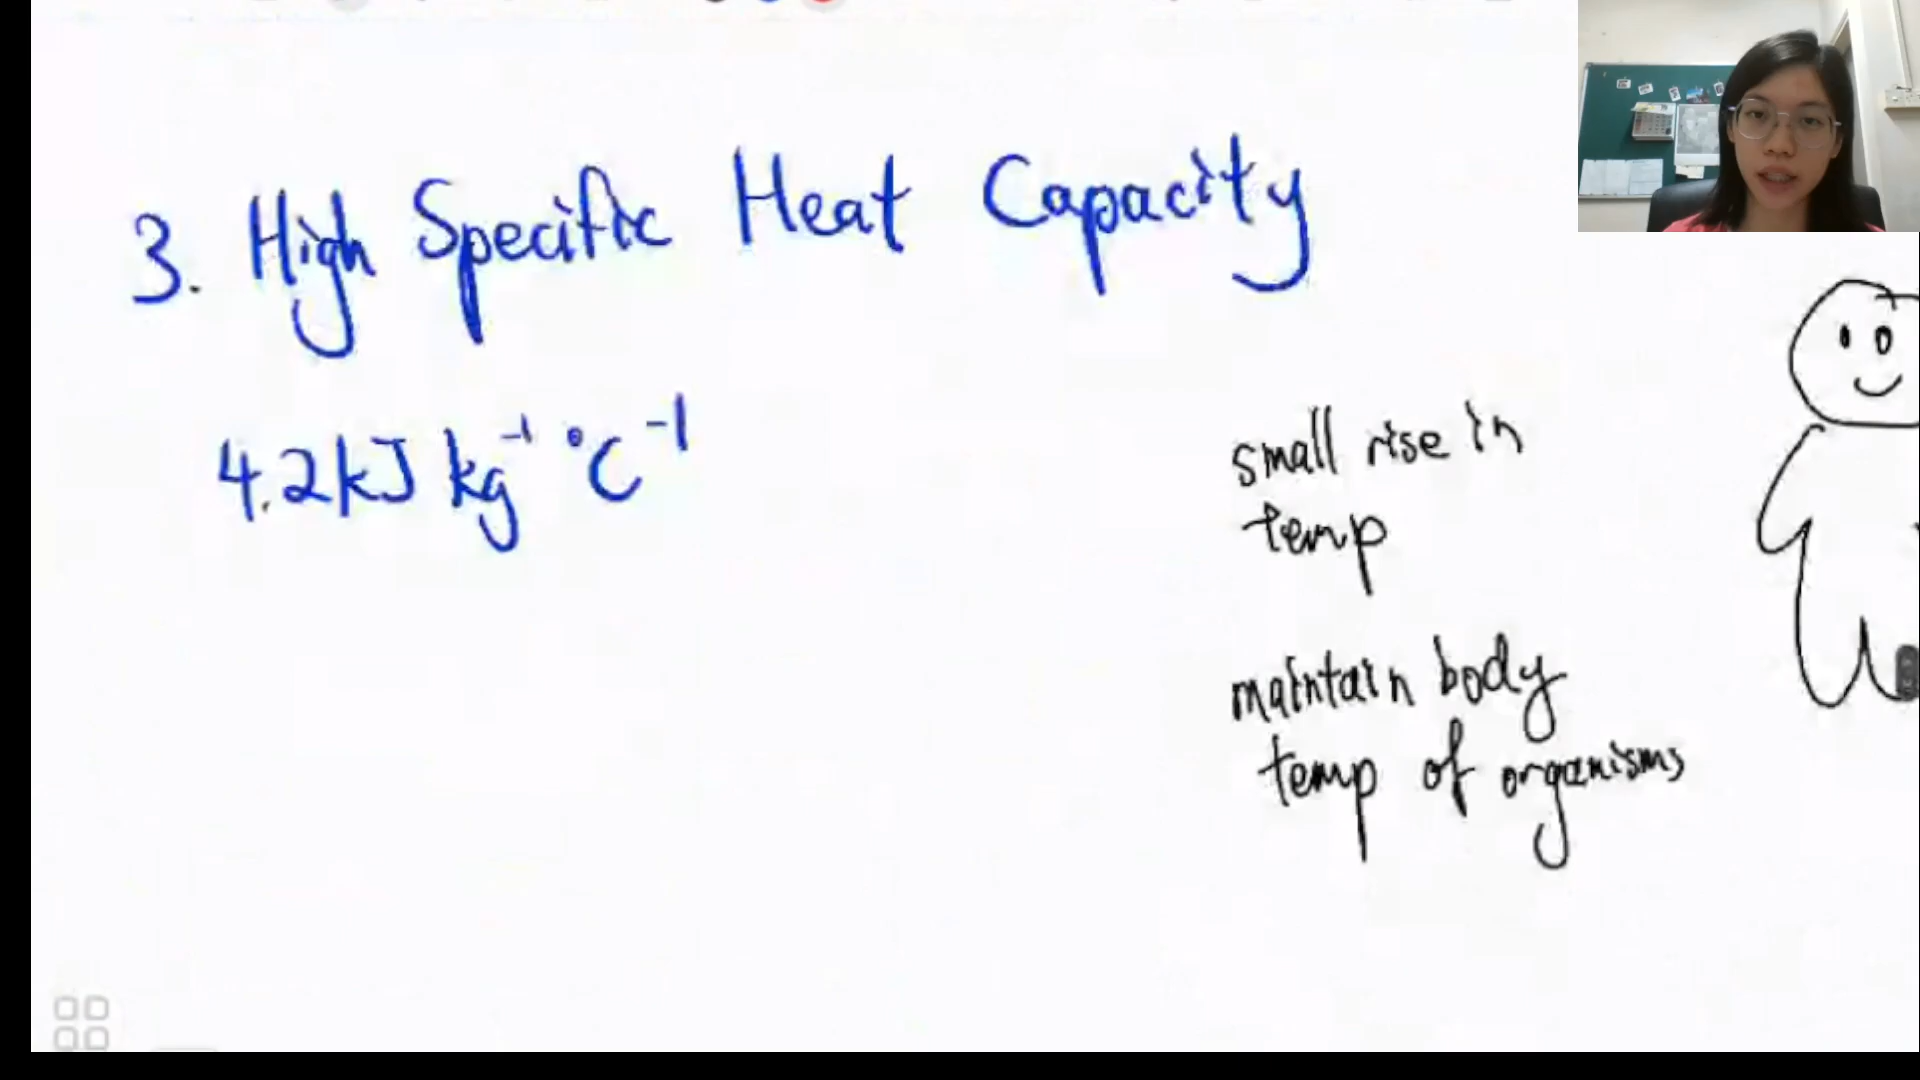 3. High Specific Heat Capacity
4.2kJ kg⁻¹ °C⁻¹
small rise in
temp
maintain body
temp of organisms